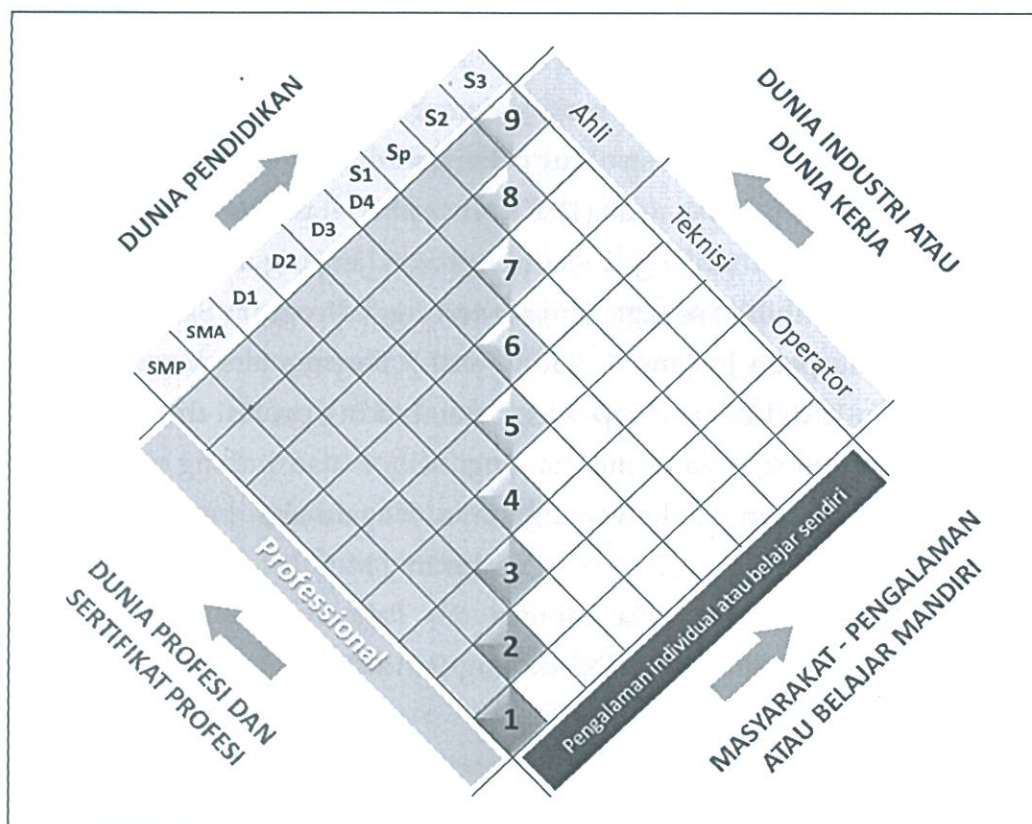 DUNIA PENDIDIKAN
S3
S2
Sp
S1
D4
D3
D2
D1
SMA
SMP
9
8
7
6
5
4
3
2
1
Ahli
Teknisi
Operator
DUNIA INDUSTRI ATAU
DUNIA KERJA
Professional
DUNIA PROFESI DAN
SERTIFIKAT PROFESI
Pengalaman individual atau belajar sendiri
MASYARAKAT - PENGALAMAN
ATAU BELAJAR MANDIRI